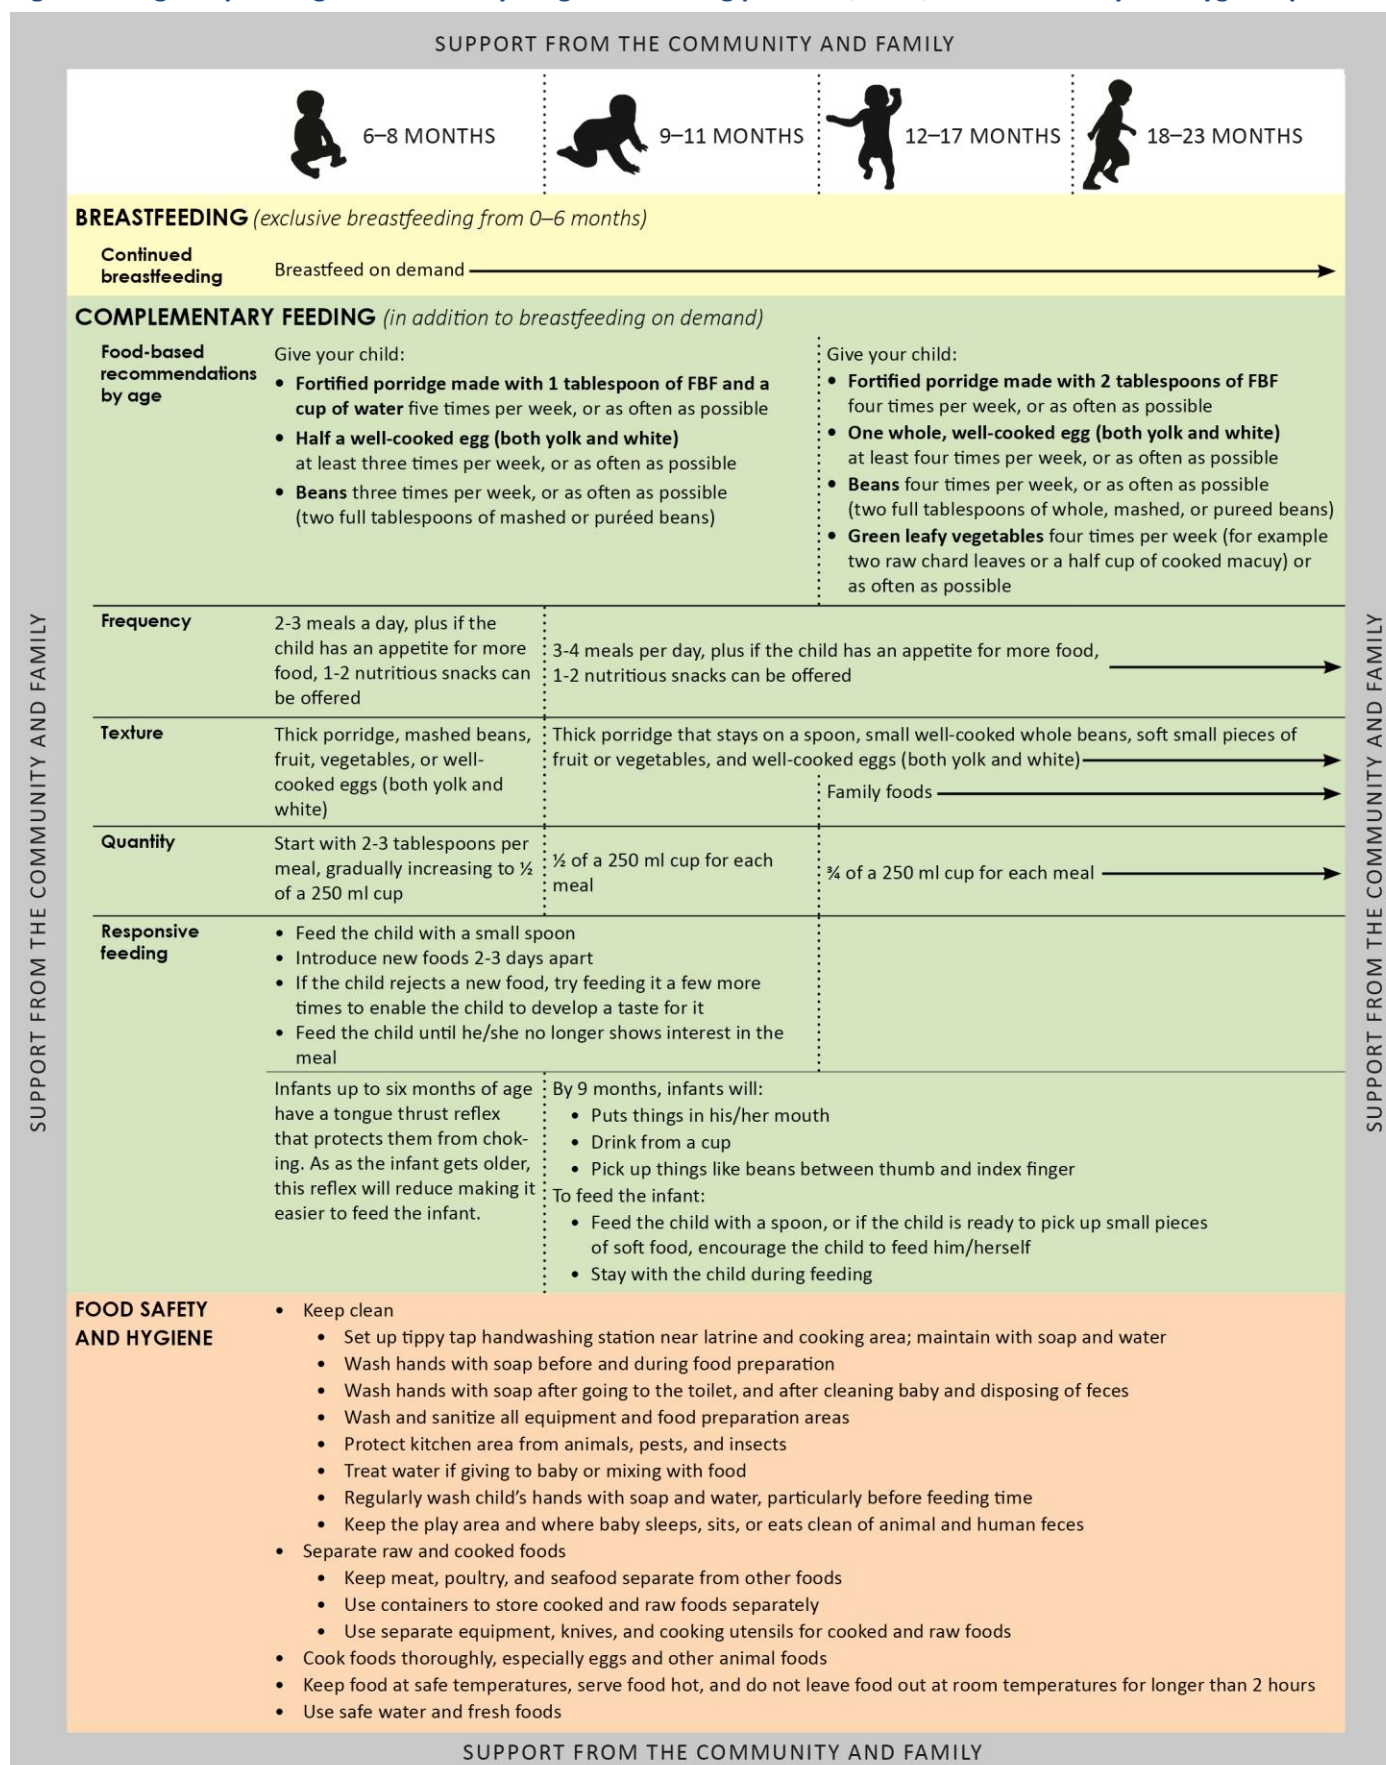 SUPPORT FROM THE COMMUNITY AND FAMILY
6–8 MONTHS
9–11 MONTHS
12–17 MONTHS
18–23 MONTHS
BREASTFEEDING (exclusive breastfeeding from 0–6 months)
Continued
breastfeeding
Breastfeed on demand
COMPLEMENTARY FEEDING (in addition to breastfeeding on demand)
Food-based
recommendations
by age
Give your child:
• Fortified porridge made with 1 tablespoon of FBF and a
cup of water five times per week, or as often as possible
• Half a well-cooked egg (both yolk and white)
at least three times per week, or as often as possible
• Beans three times per week, or as often as possible
(two full tablespoons of mashed or puréed beans)
Give your child:
• Fortified porridge made with 2 tablespoons of FBF
four times per week, or as often as possible
• One whole, well-cooked egg (both yolk and white)
at least four times per week, or as often as possible
• Beans four times per week, or as often as possible
(two full tablespoons of whole, mashed, or pureed beans)
• Green leafy vegetables four times per week (for example
two raw chard leaves or a half cup of cooked macuy) or
as often as possible
Frequency
2-3 meals a day, plus if the
child has an appetite for more
food, 1-2 nutritious snacks can
be offered
3-4 meals per day, plus if the child has an appetite for more food,
1-2 nutritious snacks can be offered
Texture
Thick porridge, mashed beans,
fruit, vegetables, or well-
cooked eggs (both yolk and
white)
Thick porridge that stays on a spoon, small well-cooked whole beans, soft small pieces of
fruit or vegetables, and well-cooked eggs (both yolk and white)
Family foods
Quantity
Start with 2-3 tablespoons per
meal, gradually increasing to ½
of a 250 ml cup
½ of a 250 ml cup for each
meal
¾ of a 250 ml cup for each meal
Responsive
feeding
• Feed the child with a small spoon
• Introduce new foods 2-3 days apart
• If the child rejects a new food, try feeding it a few more
times to enable the child to develop a taste for it
• Feed the child until he/she no longer shows interest in the
meal
Infants up to six months of age
have a tongue thrust reflex
that protects them from chok-
ing. As as the infant gets older,
this reflex will reduce making it
easier to feed the infant.
By 9 months, infants will:
• Puts things in his/her mouth
• Drink from a cup
• Pick up things like beans between thumb and index finger
To feed the infant:
• Feed the child with a spoon, or if the child is ready to pick up small pieces
of soft food, encourage the child to feed him/herself
• Stay with the child during feeding
FOOD SAFETY
AND HYGIENE
• Keep clean
• Set up tippy tap handwashing station near latrine and cooking area; maintain with soap and water
• Wash hands with soap before and during food preparation
• Wash hands with soap after going to the toilet, and after cleaning baby and disposing of feces
• Wash and sanitize all equipment and food preparation areas
• Protect kitchen area from animals, pests, and insects
• Treat water if giving to baby or mixing with food
• Regularly wash child's hands with soap and water, particularly before feeding time
• Keep the play area and where baby sleeps, sits, or eats clean of animal and human feces
• Separate raw and cooked foods
• Keep meat, poultry, and seafood separate from other foods
• Use containers to store cooked and raw foods separately
• Use separate equipment, knives, and cooking utensils for cooked and raw foods
• Cook foods thoroughly, especially eggs and other animal foods
• Keep food at safe temperatures, serve food hot, and do not leave food out at room temperatures for longer than 2 hours
• Use safe water and fresh foods
SUPPORT FROM THE COMMUNITY AND FAMILY
SUPPORT FROM THE COMMUNITY AND FAMILY
SUPPORT FROM THE COMMUNITY AND FAMILY